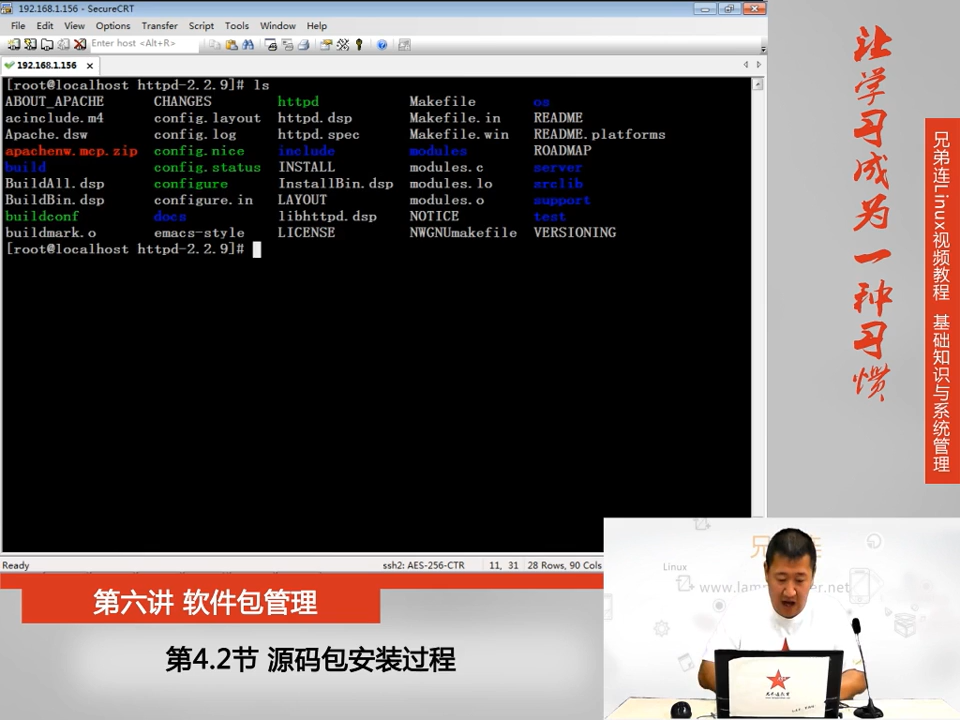 192.168.1.156 - SecureCRT
File Edit View Options Transfer Script Tools Window Help
Enter host <Alt+R>
192.168.1.156
[root@localhost httpd-2.2.9]# ls
ABOUT_APACHE CHANGES httpd Makefile os
acinclude.m4 config.layout httpd.dsp Makefile.in README
Apache.dsw config.log httpd.spec Makefile.win README.platforms
apachenw.mcp.zip config.nice include modules ROADMAP
build config.status INSTALL modules.c server
BuildAll.dsp configure InstallBin.dsp modules.lo srclib
BuildBin.dsp configure.in LAYOUT modules.o support
buildconf docs libhttpd.dsp NOTICE test
buildmark.o emacs-style LICENSE NWGNUmakefile VERSIONING
[root@localhost httpd-2.2.9]#
Ready ssh2: AES-256-CTR 11, 31 28 Rows, 90 Cols
让学习成为一种习惯
兄弟连Linux视频教程 基础知识与系统管理
第六讲 软件包管理
第4.2节 源码包安装过程
Linux